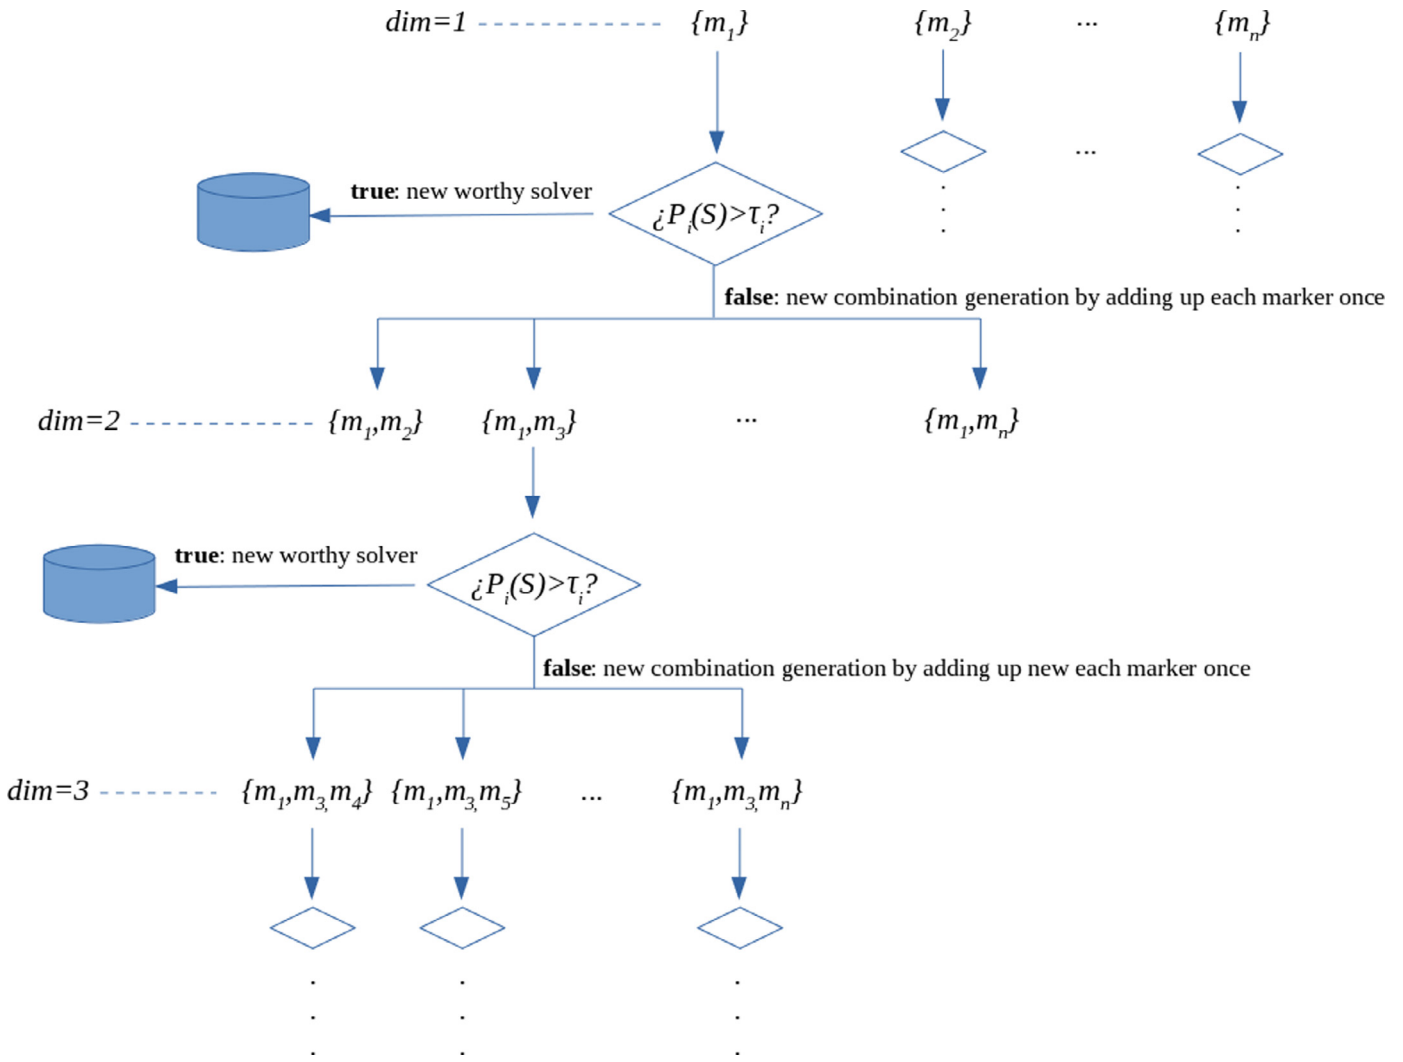 dim=1 {m1} {m2} ... {mn}
...
true: new worthy solver
¿Pi(S)>τi?
false: new combination generation by adding up each marker once
dim=2 {m1,m2} {m1,m3} ... {m1,mn}
true: new worthy solver
¿Pi(S)>τi?
false: new combination generation by adding up new each marker once
dim=3 {m1,m3,m4} {m1,m3,m5} ... {m1,m3,mn}